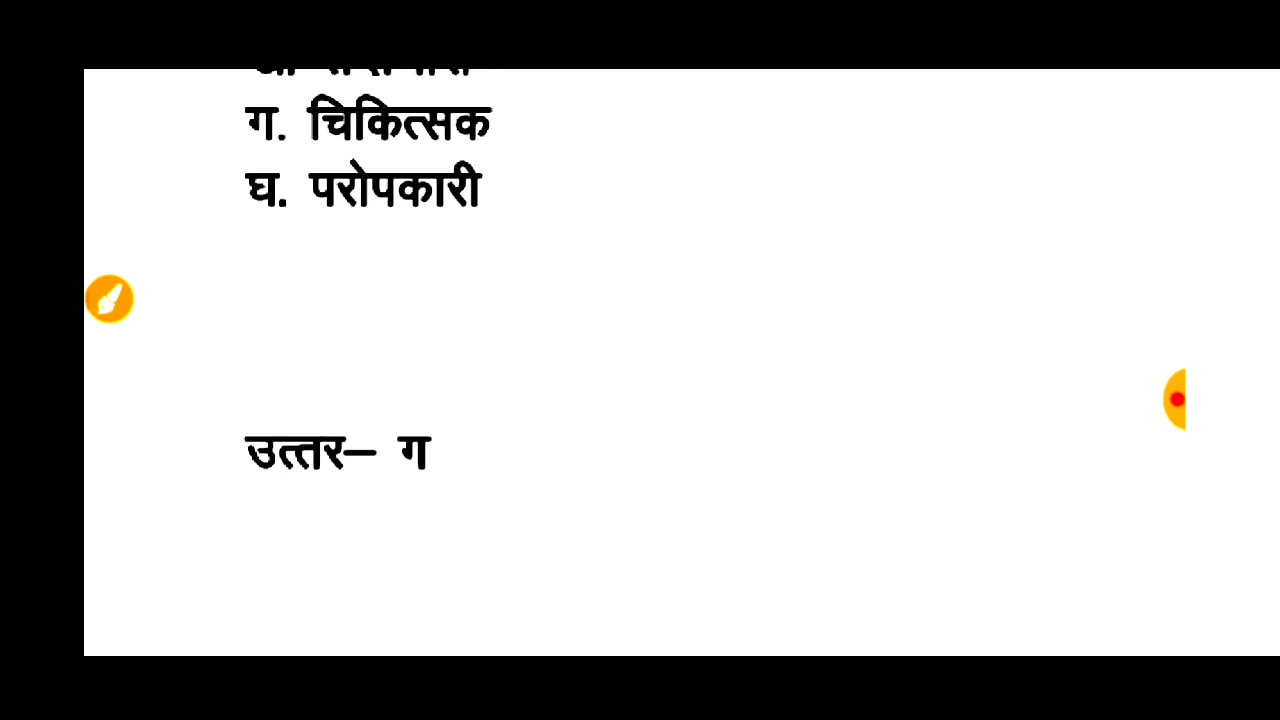 ग. चिकित्सक
घ. परोपकारी
उत्तर– ग